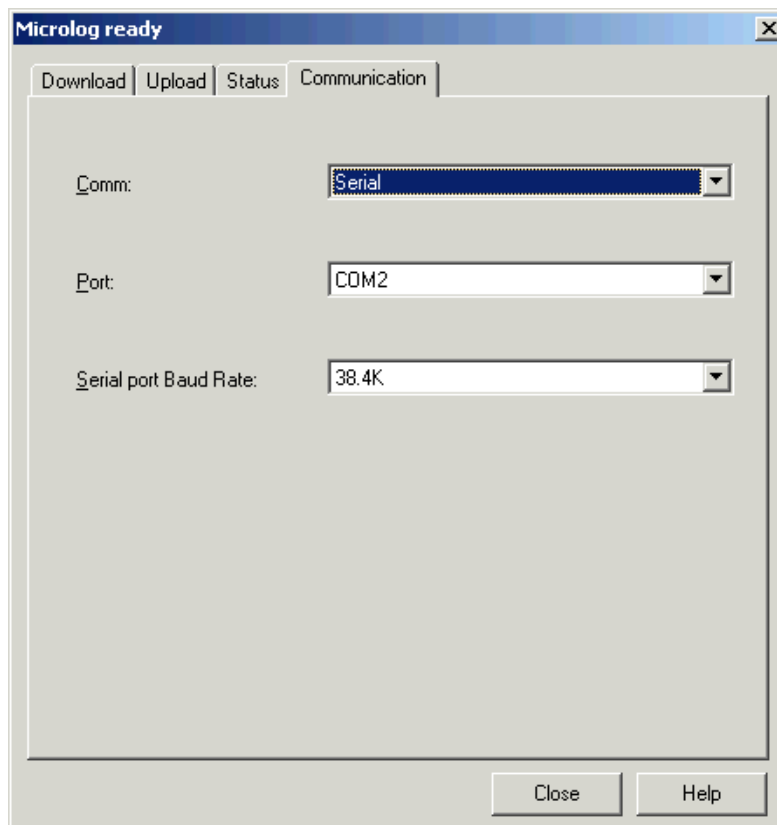 Microlog ready
Download Upload Status Communication
Comm: Serial
Port: COM2
Serial port Baud Rate: 38.4K
Close Help